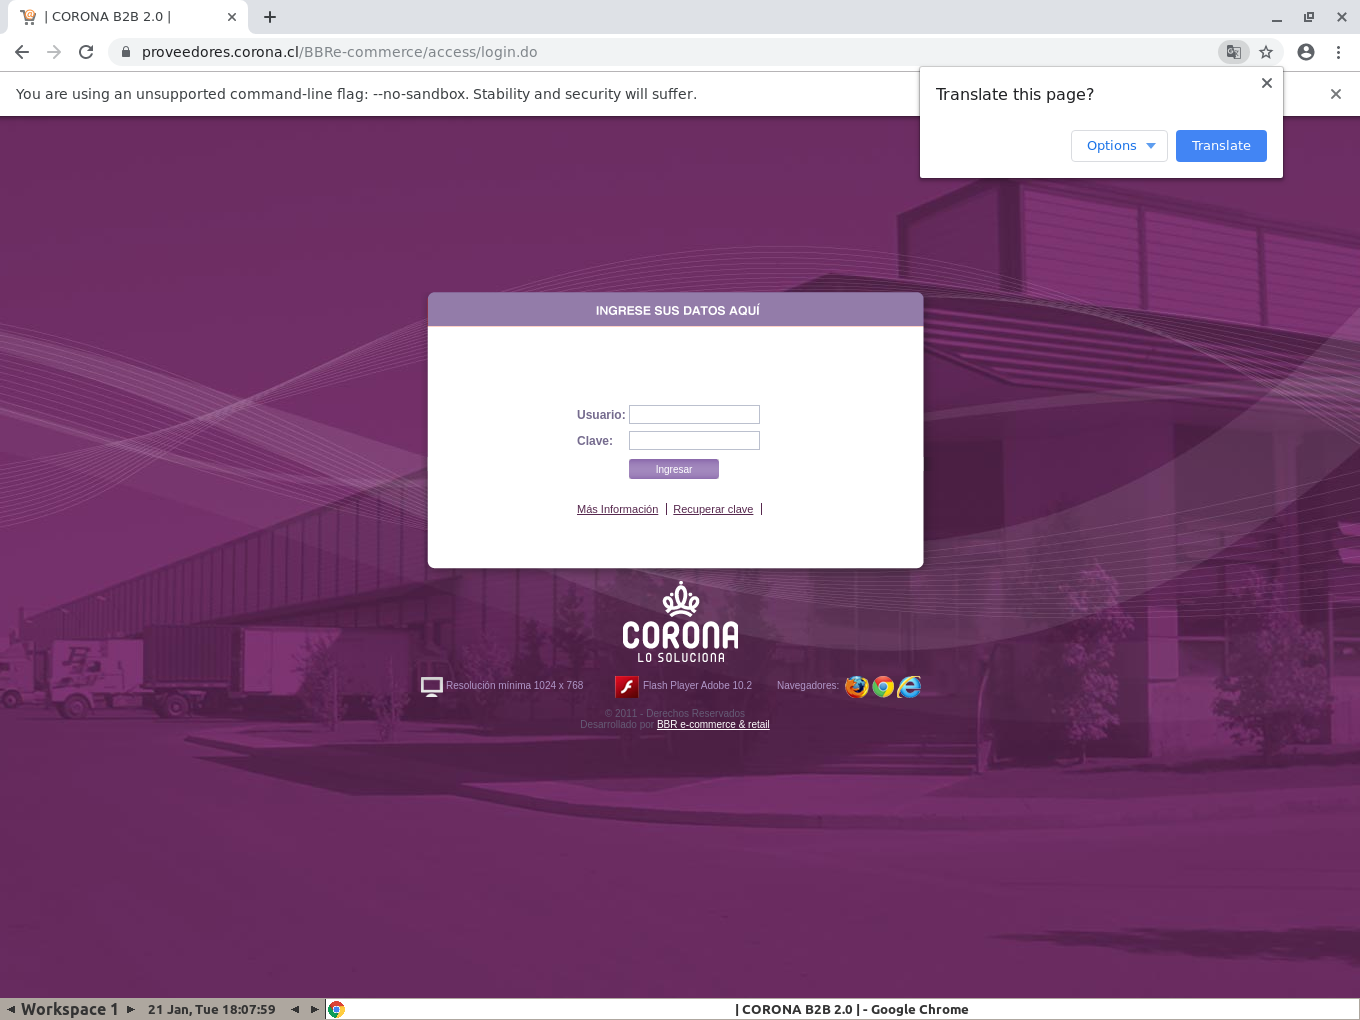 | CORONA B2B 2.0 |
proveedores.corona.cl/BBRe-commerce/access/login.do
You are using an unsupported command-line flag: --no-sandbox. Stability and security will suffer.
Translate this page?
Options
Translate
INGRESE SUS DATOS AQUÍ
Usuario:
Clave:
Ingresar
Más Información
Recuperar clave
CORONA
LO SOLUCIONA
Resolución mínima 1024 x 768
Flash Player Adobe 10.2
Navegadores:
© 2011 - Derechos Reservados
Desarrollado por BBR e-commerce & retail
Workspace 1
21 Jan, Tue 18:07:59
| CORONA B2B 2.0 | - Google Chrome